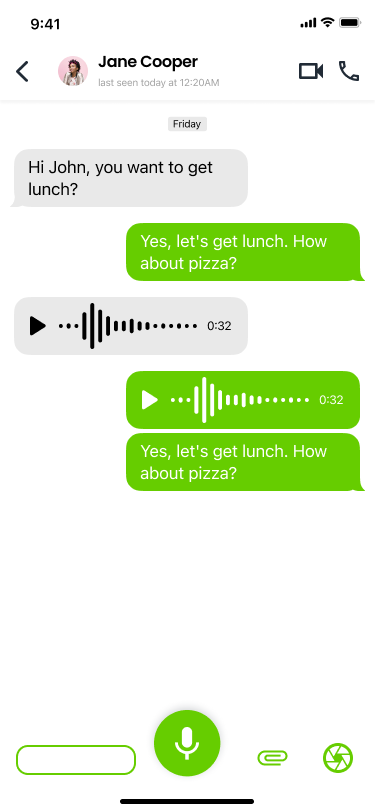 9:41
Jane Cooper
last seen today at 12:20AM
Friday
Hi John, you want to get
lunch?
Yes, let's get lunch. How
about pizza?
0:32
0:32
Yes, let's get lunch. How
about pizza?